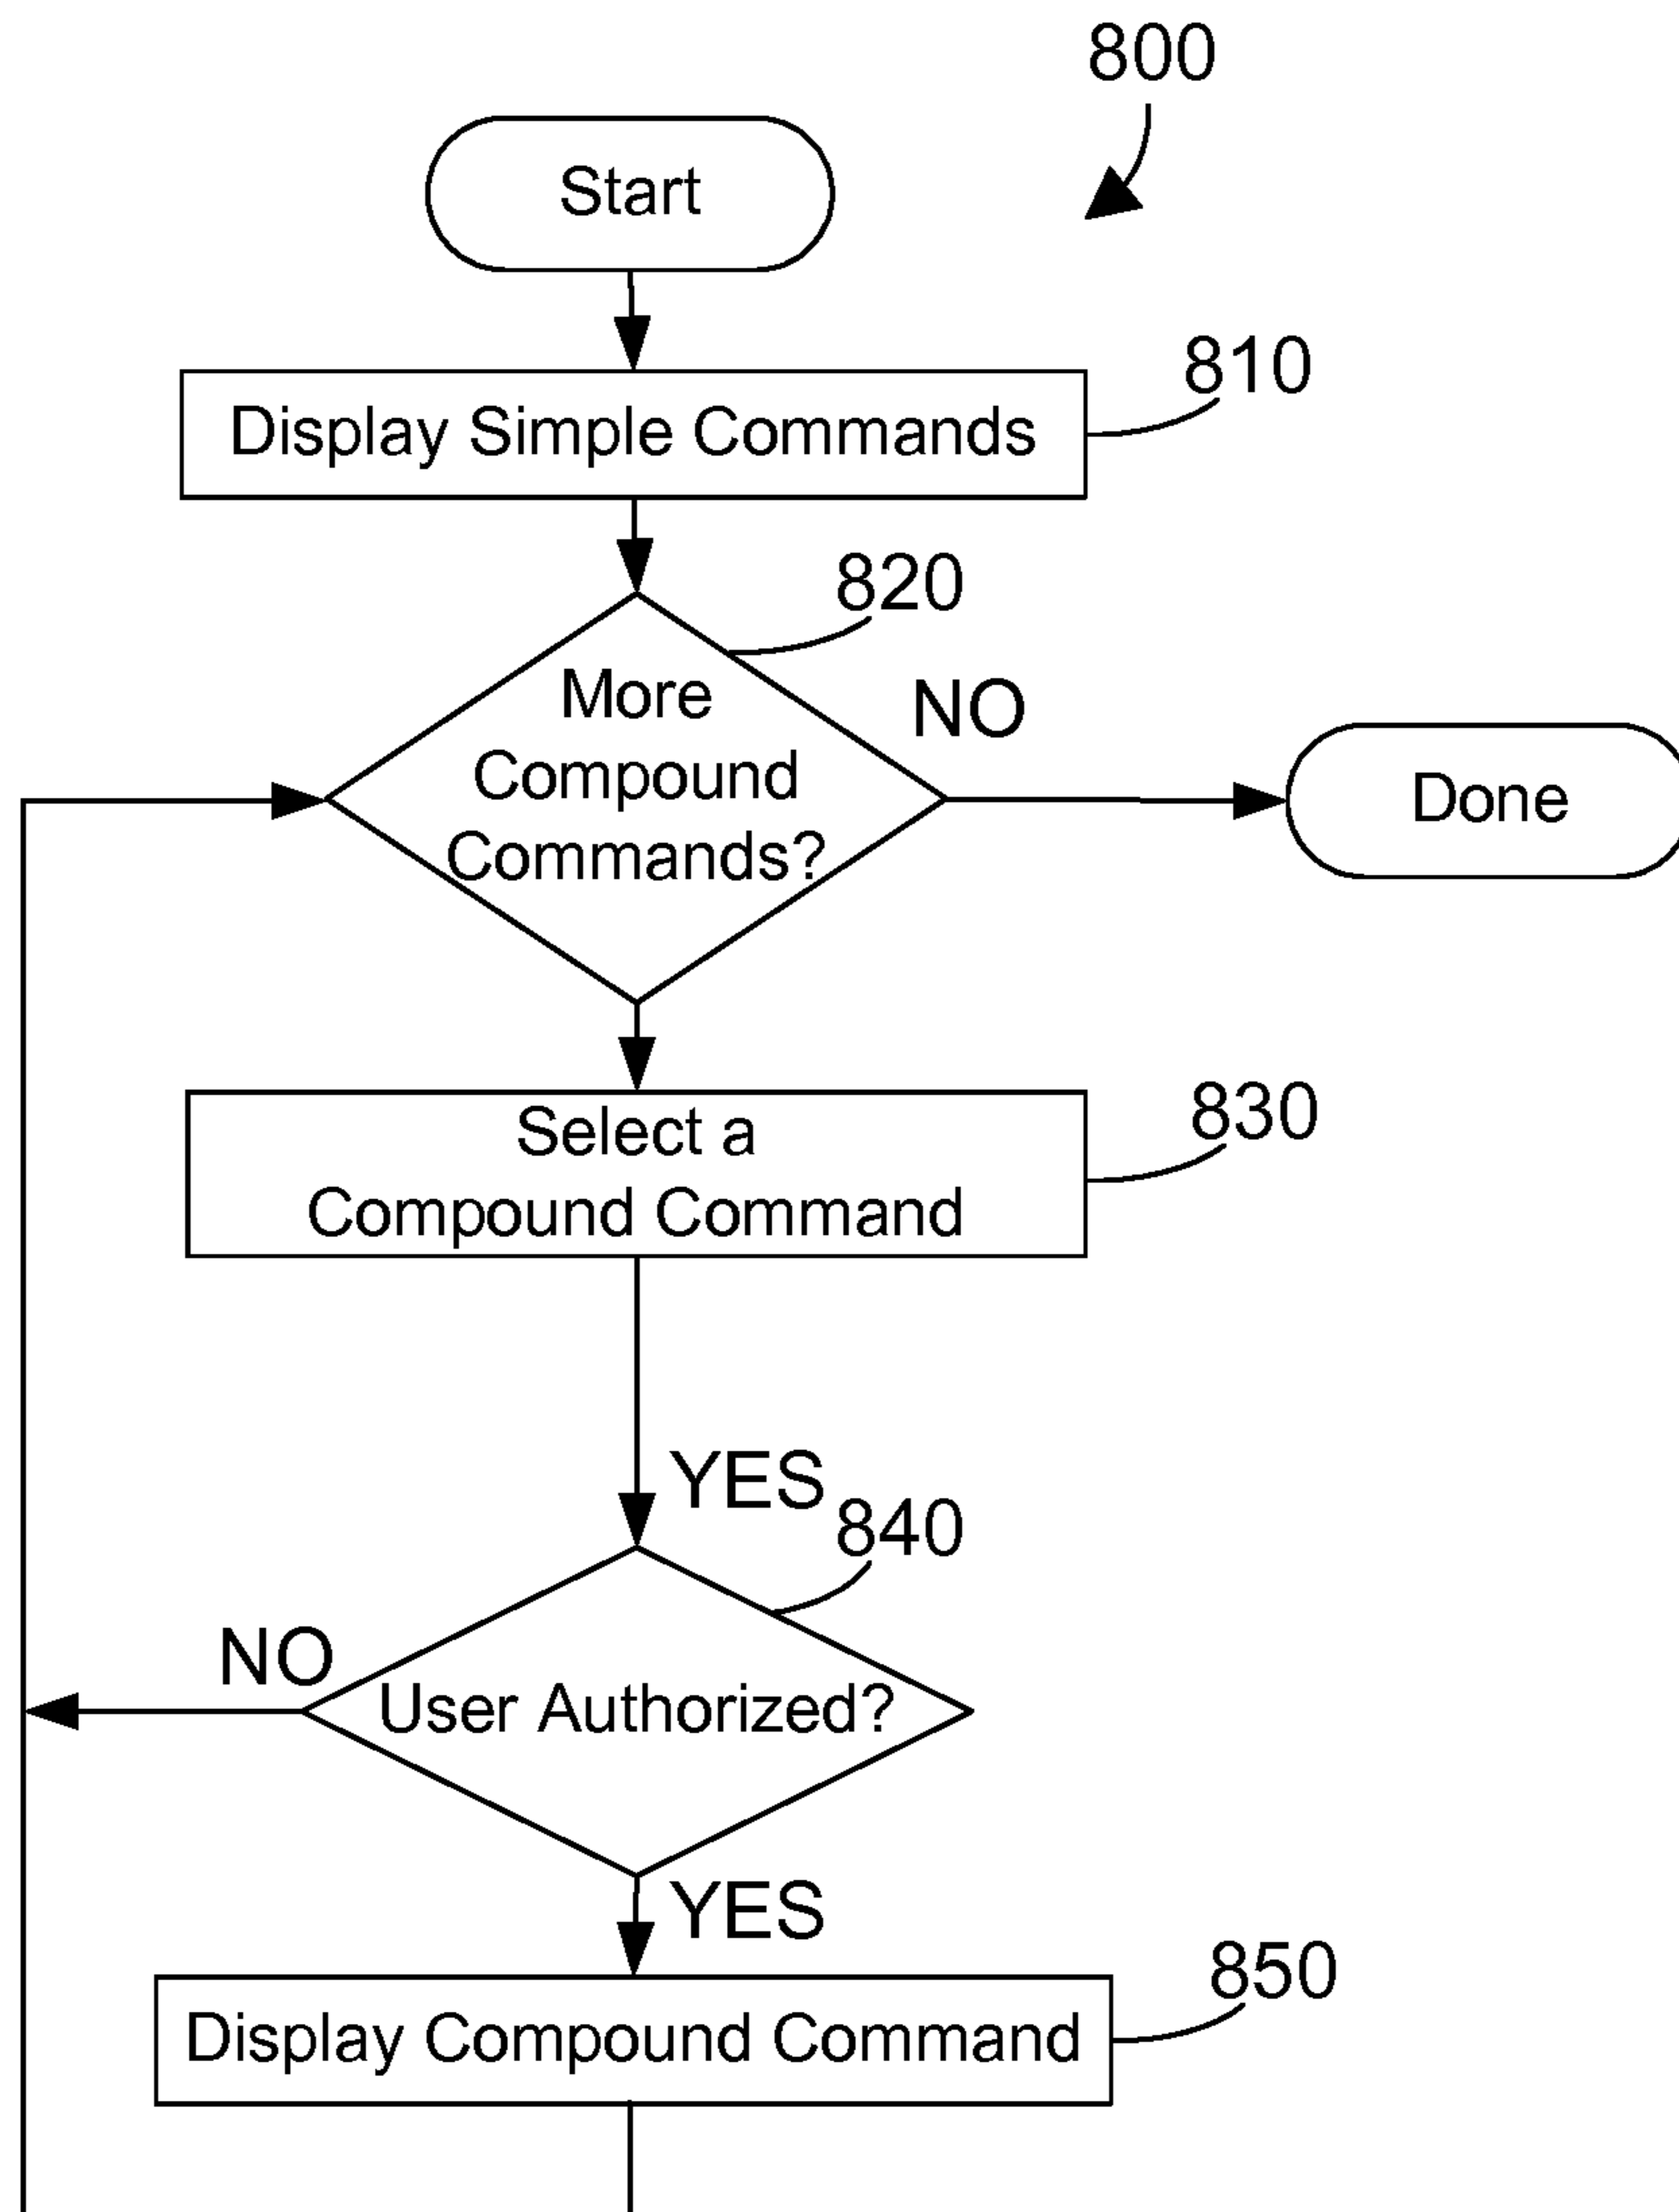 800
Start
810
Display Simple Commands
820
More
Compound
Commands?
NO
Done
830
Select a
Compound Command
YES
840
NO
User Authorized?
YES
850
Display Compound Command